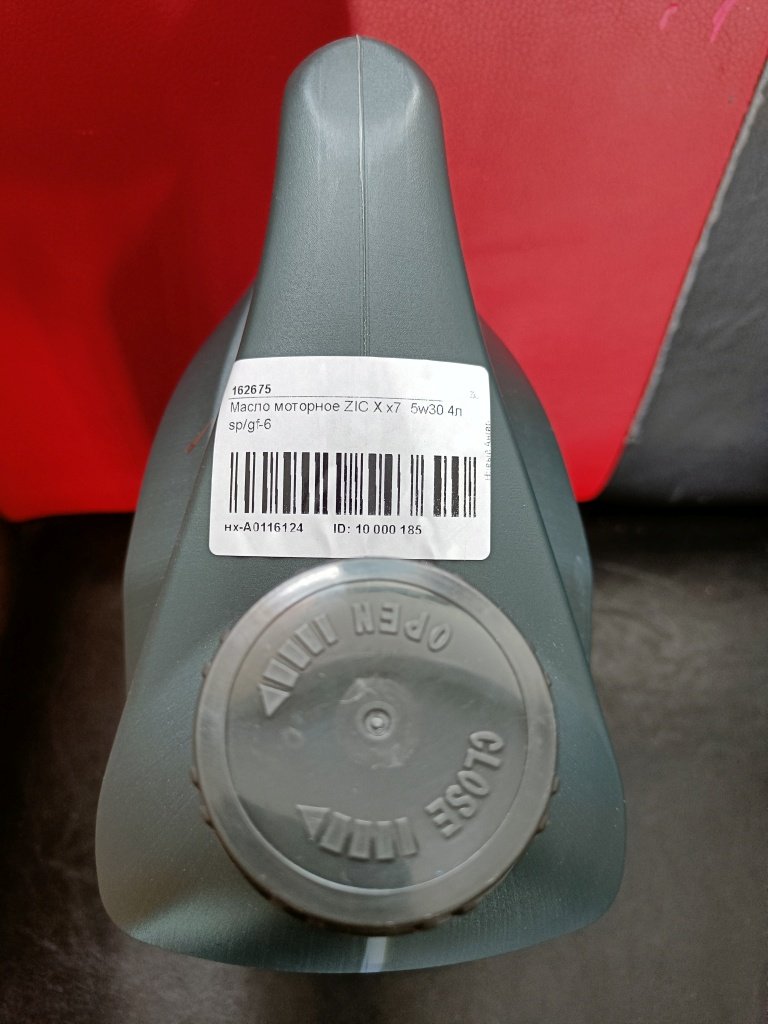 162675
Масло моторное ZIC X x7 5w30 4л
sp/gf-6
нх-А0116124 ID: 10 000 185
OPEN
CLOSE